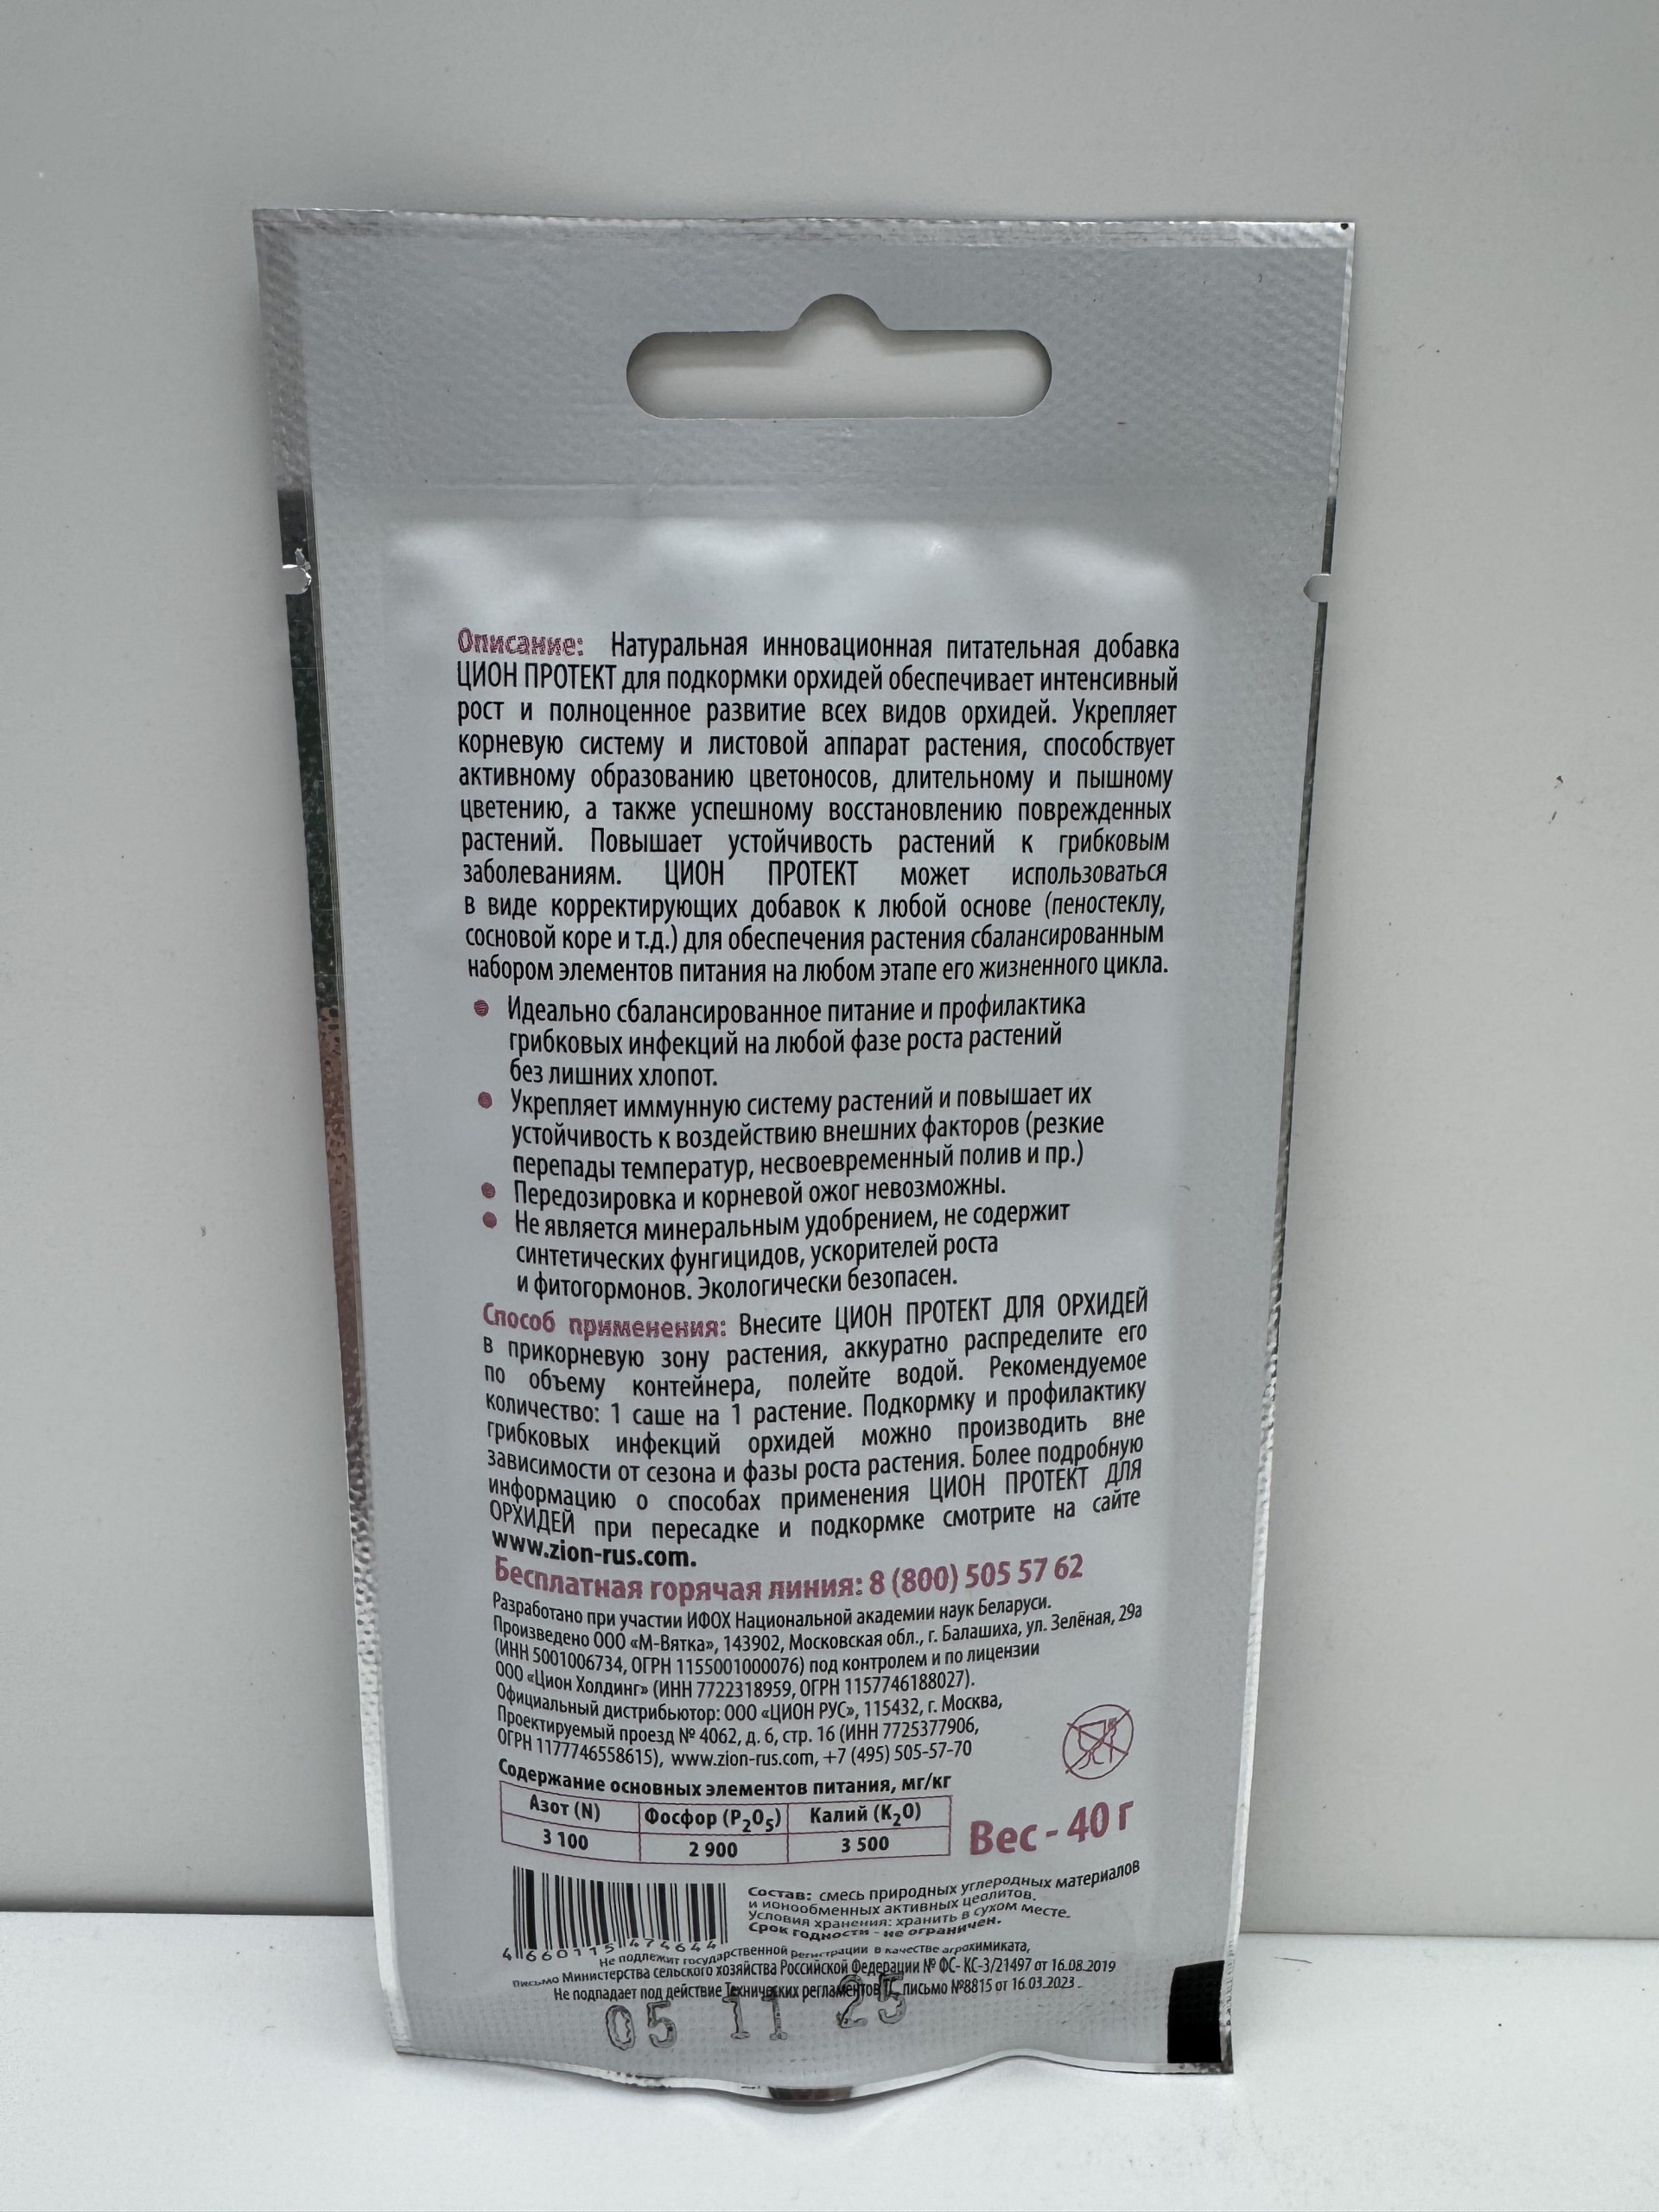 Описание: Натуральная инновационная питательная добавка
ЦИОН ПРОТЕКТ для подкормки орхидей обеспечивает интенсивный
рост и полноценное развитие всех видов орхидей. Укрепляет
корневую систему и листовой аппарат растения, способствует
активному образованию цветоносов, длительному и пышному
цветению, а также успешному восстановлению поврежденных
растений. Повышает устойчивость растений к грибковым
заболеваниям. ЦИОН ПРОТЕКТ может использоваться
в виде корректирующих добавок к любой основе (пеностеклу,
сосновой коре и т.д.) для обеспечения растения сбалансированным
набором элементов питания на любом этапе его жизненного цикла.
Идеально сбалансированное питание и профилактика
грибковых инфекций на любой фазе роста растений
без лишних хлопот.
Укрепляет иммунную систему растений и повышает их
устойчивость к воздействию внешних факторов (резкие
перепады температур, несвоевременный полив и пр.)
Передозировка и корневой ожог невозможны.
Не является минеральным удобрением, не содержит
синтетических фунгицидов, ускорителей роста
и фитогормонов. Экологически безопасен.
Способ применения: Внесите ЦИОН ПРОТЕКТ ДЛЯ ОРХИДЕЙ
в прикорневую зону растения, аккуратно распределите его
по объему контейнера, полейте водой. Рекомендуемое
количество: 1 саше на 1 растение. Подкормку и профилактику
грибковых инфекций орхидей можно производить вне
зависимости от сезона и фазы роста растения. Более подробную
информацию о способах применения ЦИОН ПРОТЕКТ ДЛЯ
ОРХИДЕЙ при пересадке и подкормке смотрите на сайте
www.zion-rus.com.
Бесплатная горячая линия: 8 (800) 505 57 62
Разработано при участии ИФОХ Национальной академии наук Беларуси.
Произведено ООО «М-Вятка», 143902, Московская обл., г. Балашиха, ул. Зелёная, 29а
(ИНН 5001006734, ОГРН 1155001000076) под контролем и по лицензии
ООО «Цион Холдинг» (ИНН 7722318959, ОГРН 1157746188027).
Официальный дистрибьютор: ООО «ЦИОН РУС», 115432, г. Москва,
Проектируемый проезд № 4062, д. 6, стр. 16 (ИНН 7725377906,
ОГРН 1177746558615), www.zion-rus.com, +7 (495) 505-57-70
Содержание основных элементов питания, мг/кг
Азот (N) Фосфор (P₂O₅) Калий (K₂O)
3 100 2 900 3 500
Вес - 40 г
Состав: смесь природных углеродных материалов
и ионообменных активных цеолитов.
Условия хранения: хранить в сухом месте.
Срок годности - не ограничен.
4 660115 474644
Не подлежит государственной регистрации в качестве агрохимиката,
письмо Министерства сельского хозяйства Российской Федерации № ФС- КС-3/21497 от 16.08.2019
Не подпадает под действие Технических регламентов ТС, письмо №8815 от 16.03.2023
05 11 25